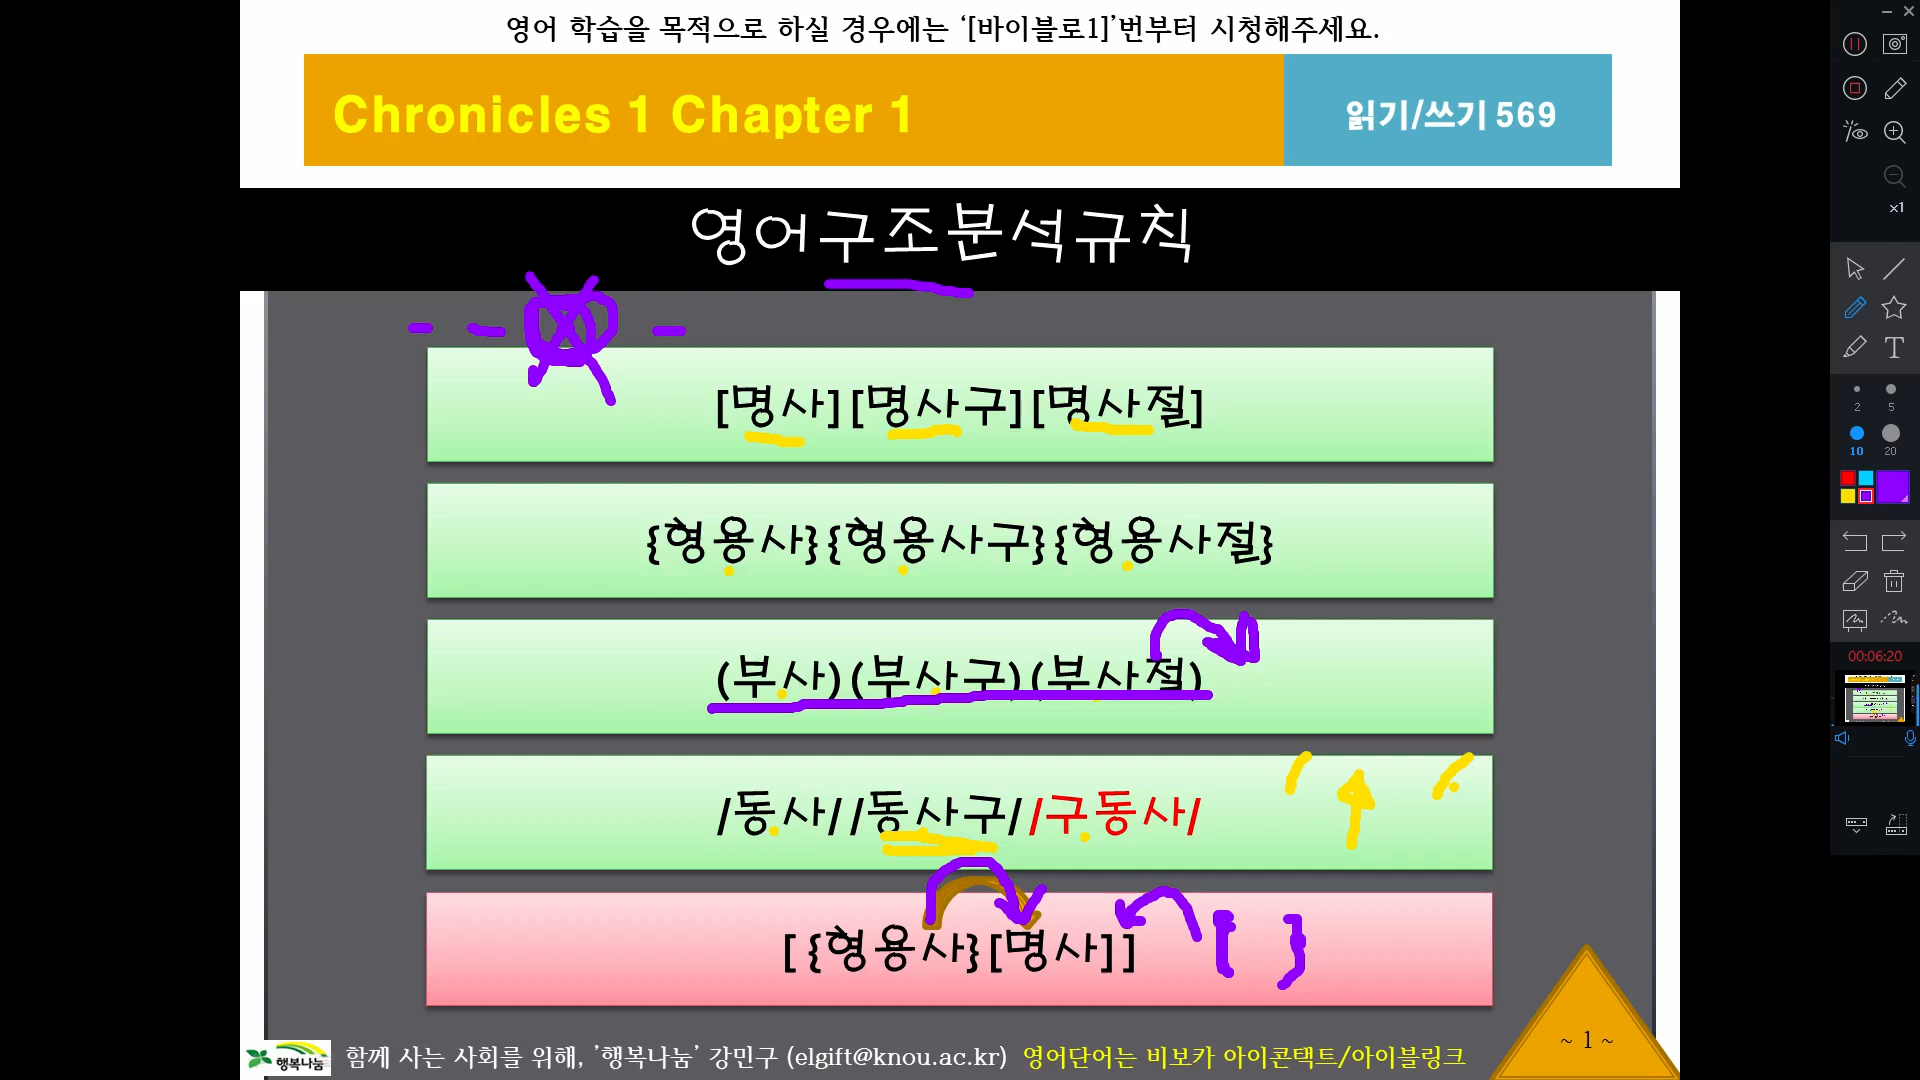 영어 학습을 목적으로 하실 경우에는 ‘[바이블로1]’번부터 시청해주세요.
Chronicles 1 Chapter 1
읽기/쓰기 569
영어구조분석규칙
[명사][명사구][명사절]
{형용사}{형용사구}{형용사절}
(부사)(부사구)(부사절)
/동사//동사구//구동사/
[{형용사}[명사]]
[ }
~ 1 ~
행복나눔 함께 사는 사회를 위해, ’행복나눔’ 강민구 (elgift@knou.ac.kr) 영어단어는 비보카 아이콘택트/아이블링크
x1
T
2 5
10 20
00:06:20